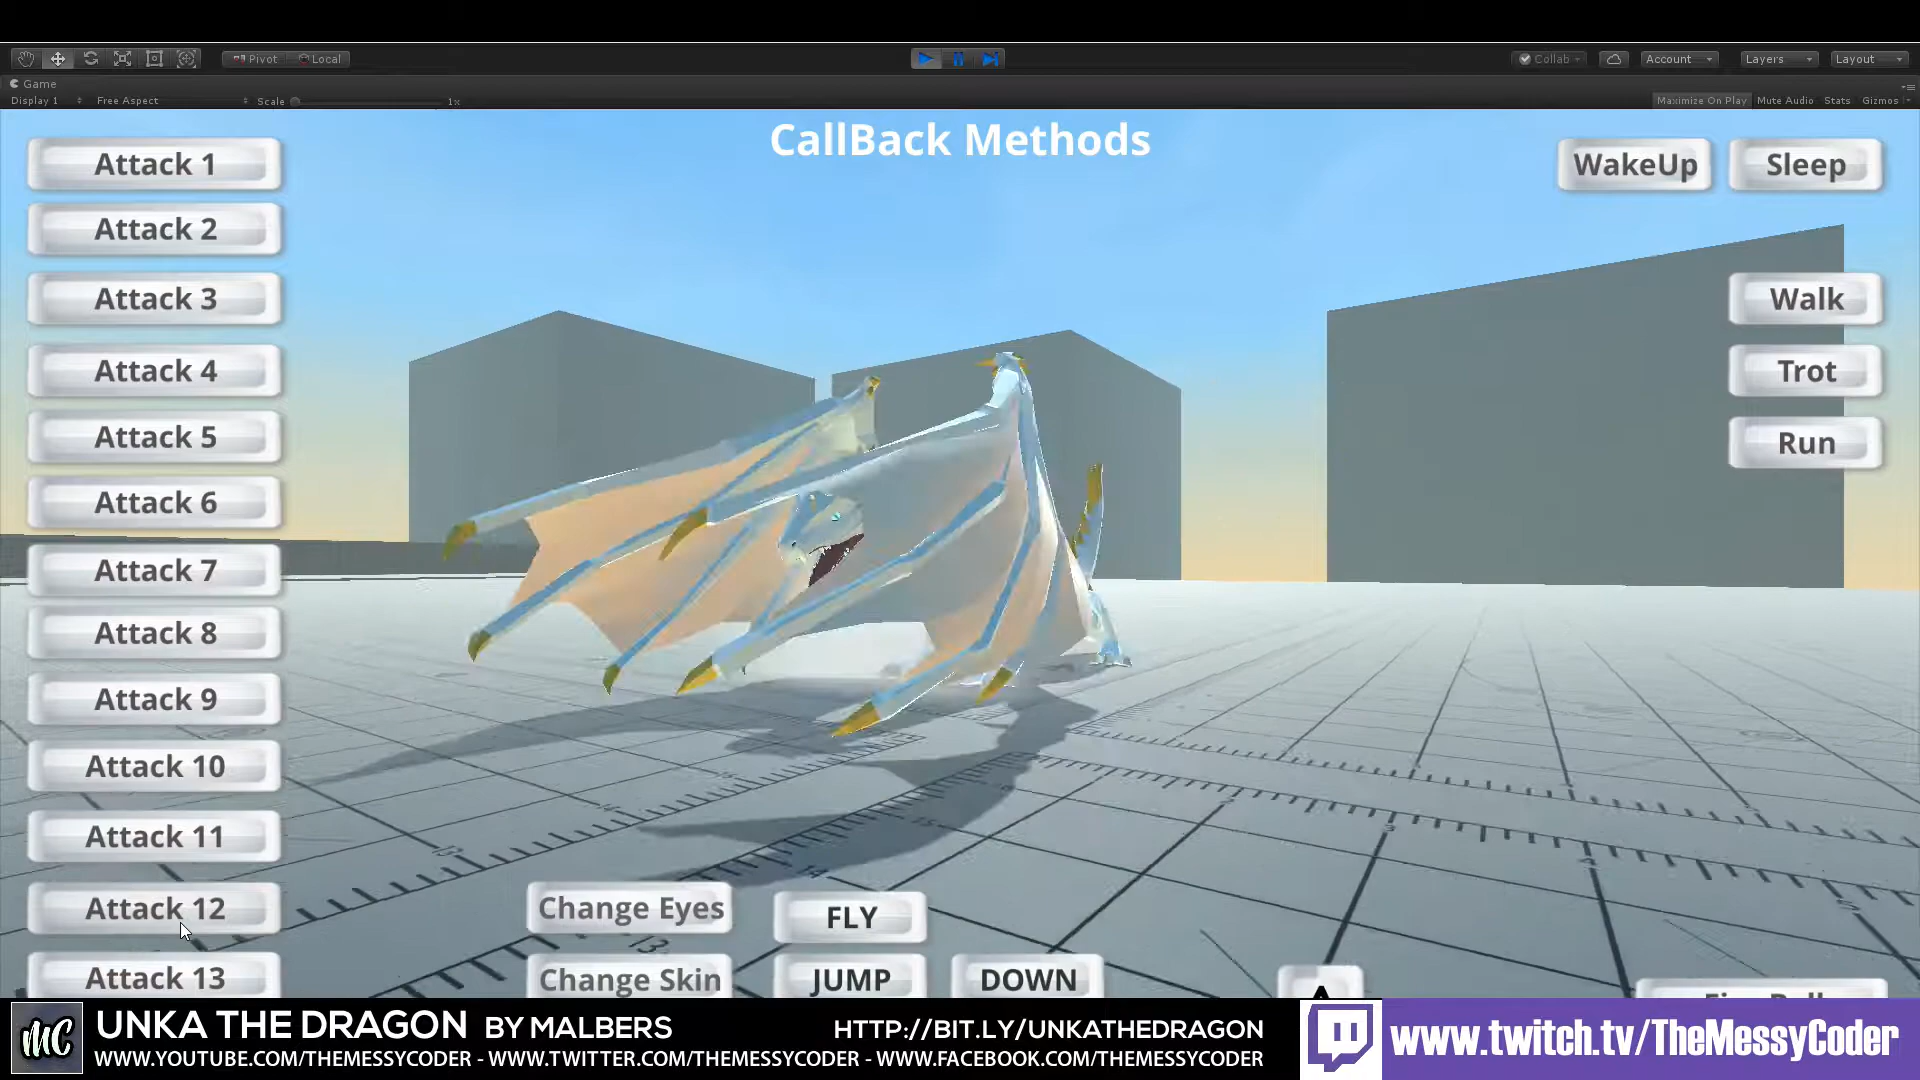 Pivot Local
Collab Account Layers Layout
Game
Display 1 Free Aspect Scale 1x
Maximize On Play Mute Audio Stats Gizmos
CallBack Methods
Attack 1
Attack 2
Attack 3
Attack 4
Attack 5
Attack 6
Attack 7
Attack 8
Attack 9
Attack 10
Attack 11
Attack 12
Attack 13
WakeUp Sleep
Walk
Trot
Run
Change Eyes FLY
Change Skin JUMP DOWN
MC
UNKA THE DRAGON BY MALBERS HTTP://BIT.LY/UNKATHEDRAGON
WWW.YOUTUBE.COM/THEMESSYCODER - WWW.TWITTER.COM/THEMESSYCODER - WWW.FACEBOOK.COM/THEMESSYCODER
www.twitch.tv/TheMessyCoder